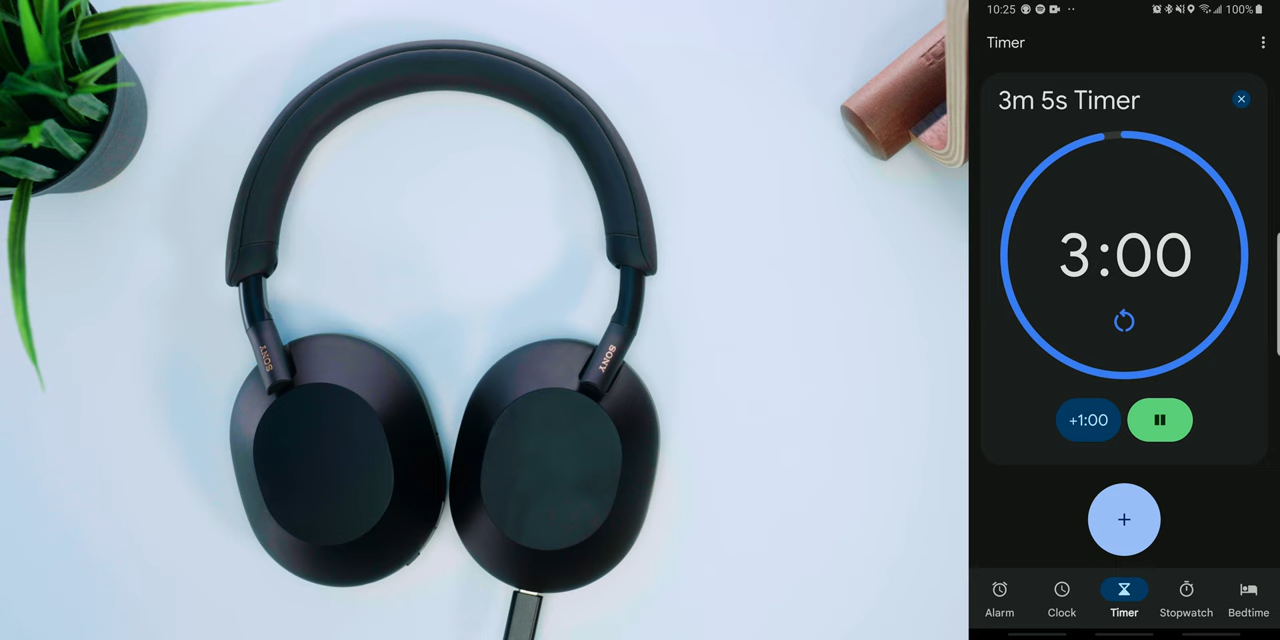 SONY
SONY
10:25
100%
Timer
3m 5s Timer
3:00
+1:00
Alarm
Clock
Timer
Stopwatch
Bedtime